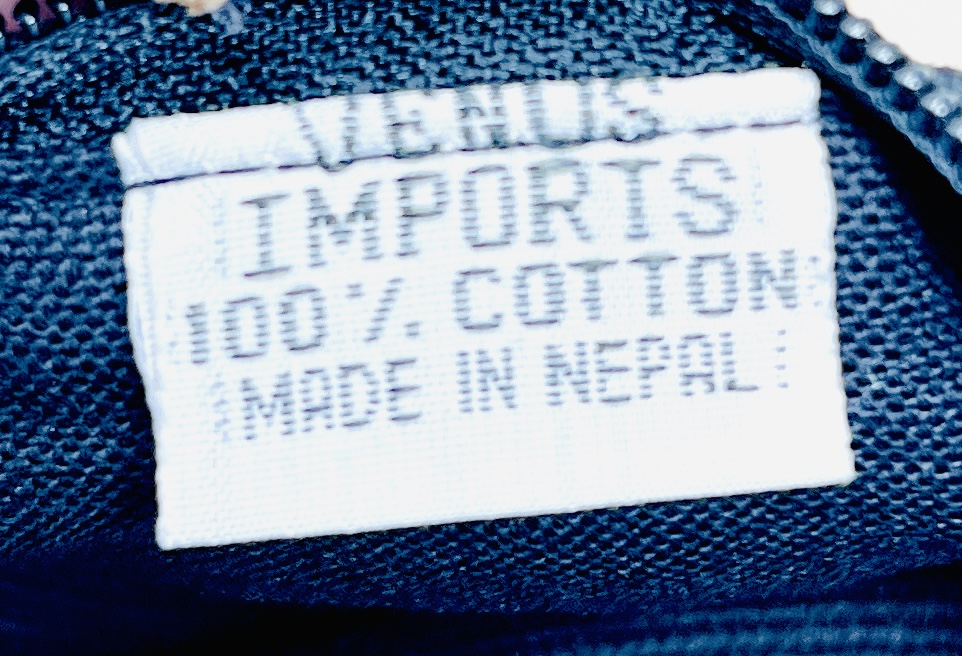 VENUS
IMPORTS
100% COTTON
MADE IN NEPAL